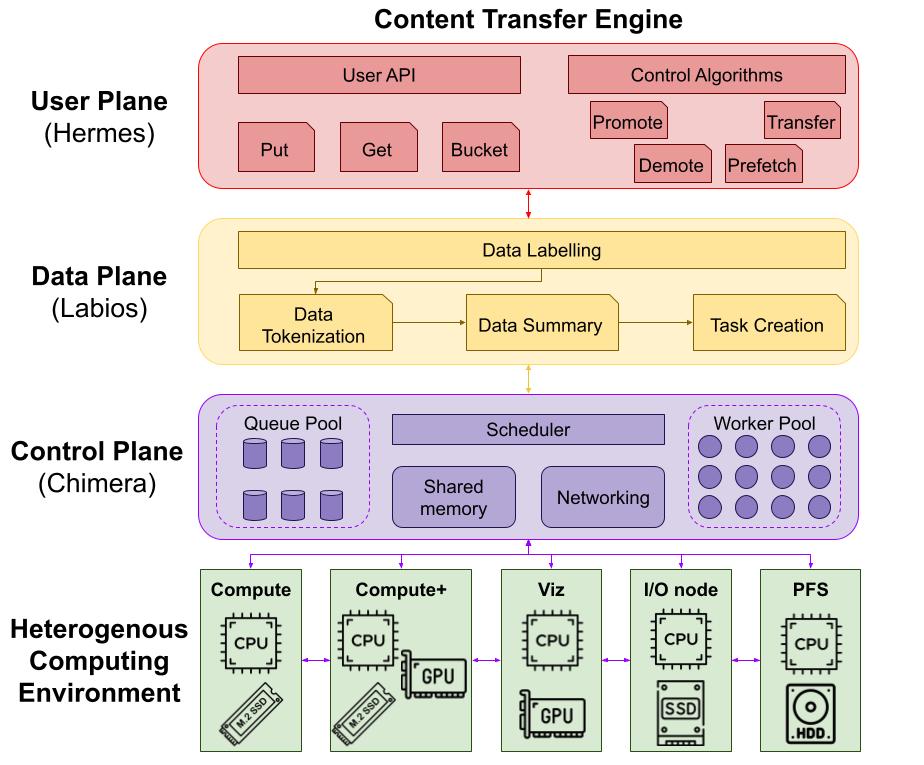 Content Transfer Engine
User Plane
(Hermes)
User API
Control Algorithms
Put
Get
Bucket
Promote
Transfer
Demote
Prefetch
Data Plane
(Labios)
Data Labelling
Data
Tokenization
Data Summary
Task Creation
Control Plane
(Chimera)
Queue Pool
Scheduler
Shared
memory
Networking
Worker Pool
Heterogenous
Computing
Environment
Compute
CPU
M.2 SSD
Compute+
CPU
GPU
M.2 SSD
Viz
CPU
GPU
I/O node
CPU
SSD
PFS
CPU
HDD